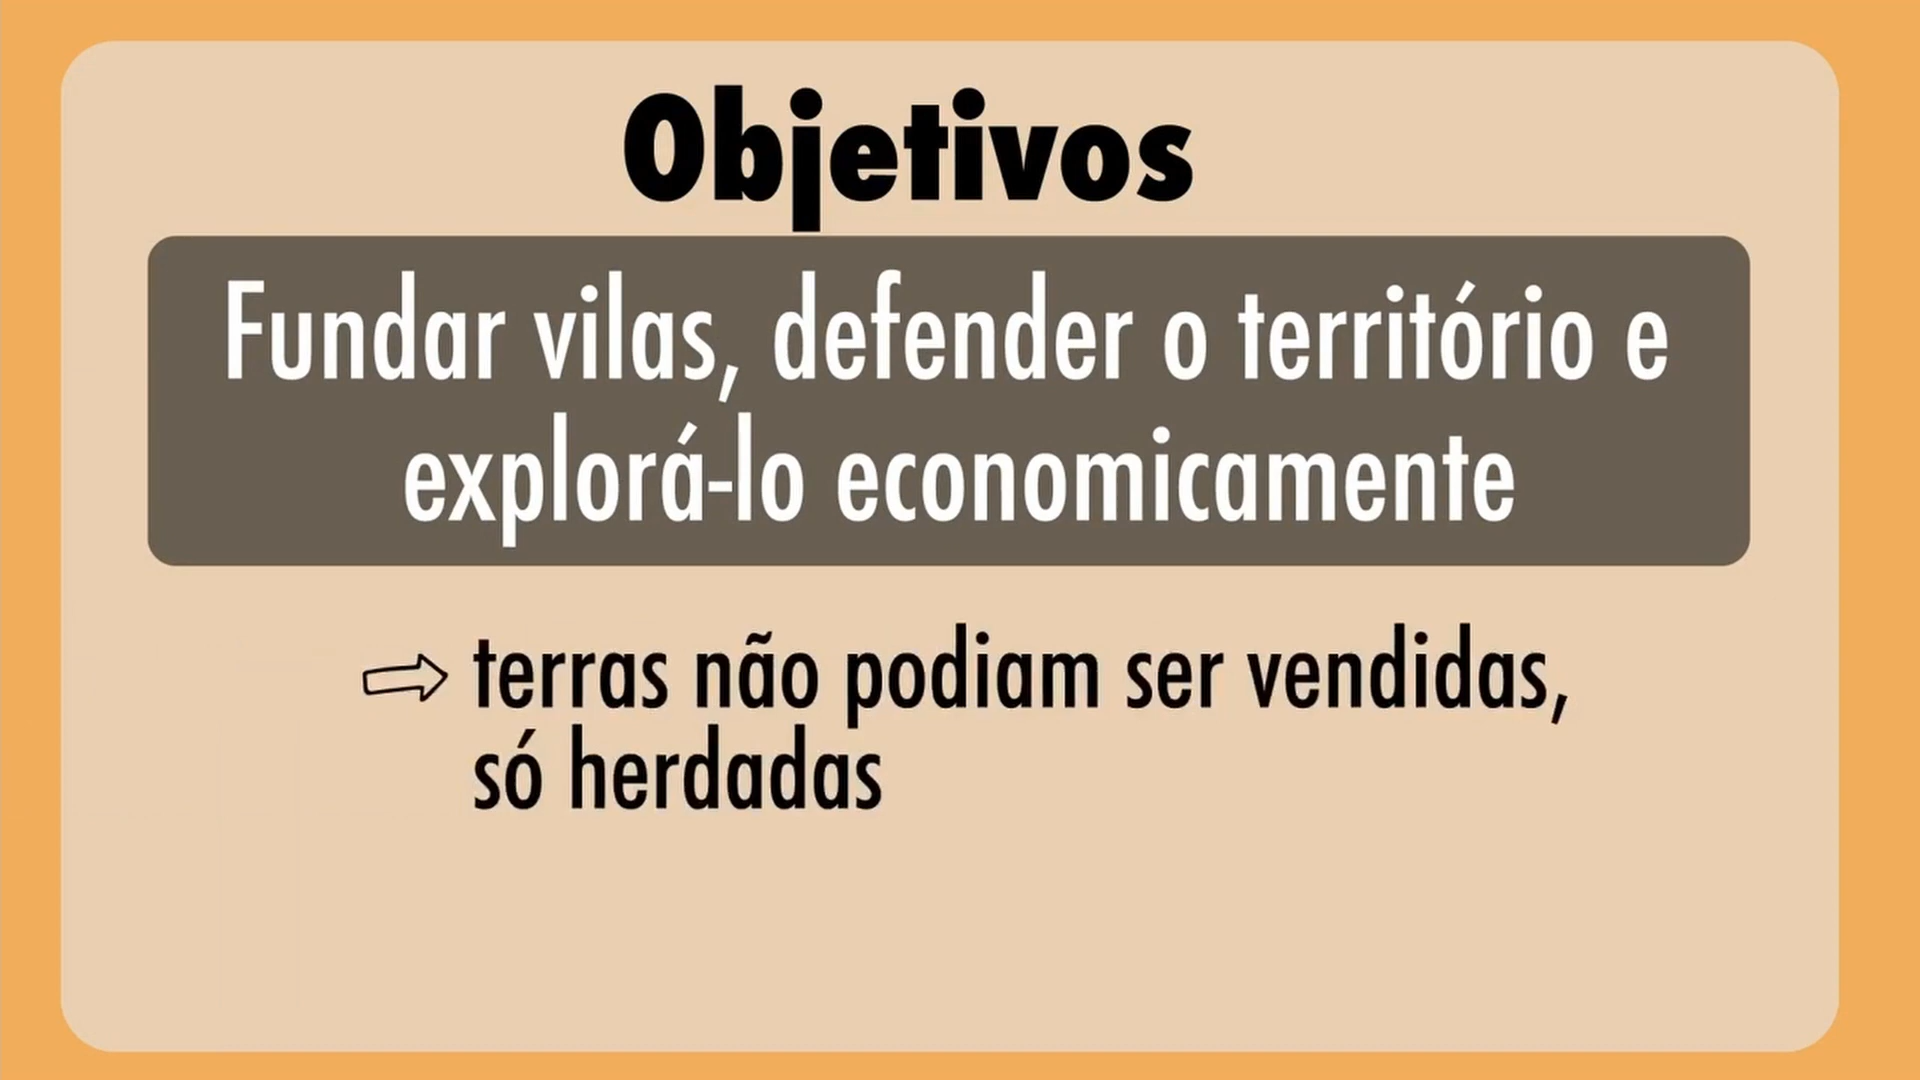 Objetivos
Fundar vilas, defender o território e
explorá-lo economicamente
⇨ terras não podiam ser vendidas,
só herdadas